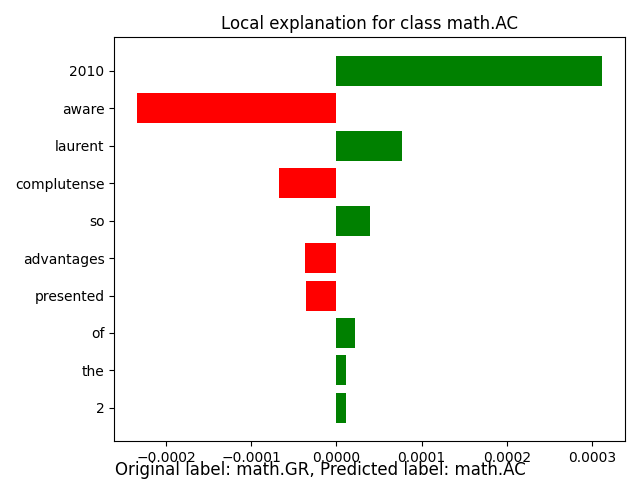 Local explanation for class math.AC
2010
aware
laurent
complutense
so
advantages
presented
of
the
2
−0.0002 −0.0001 0.0000 0.0001 0.0002 0.0003
Original label: math.GR, Predicted label: math.AC